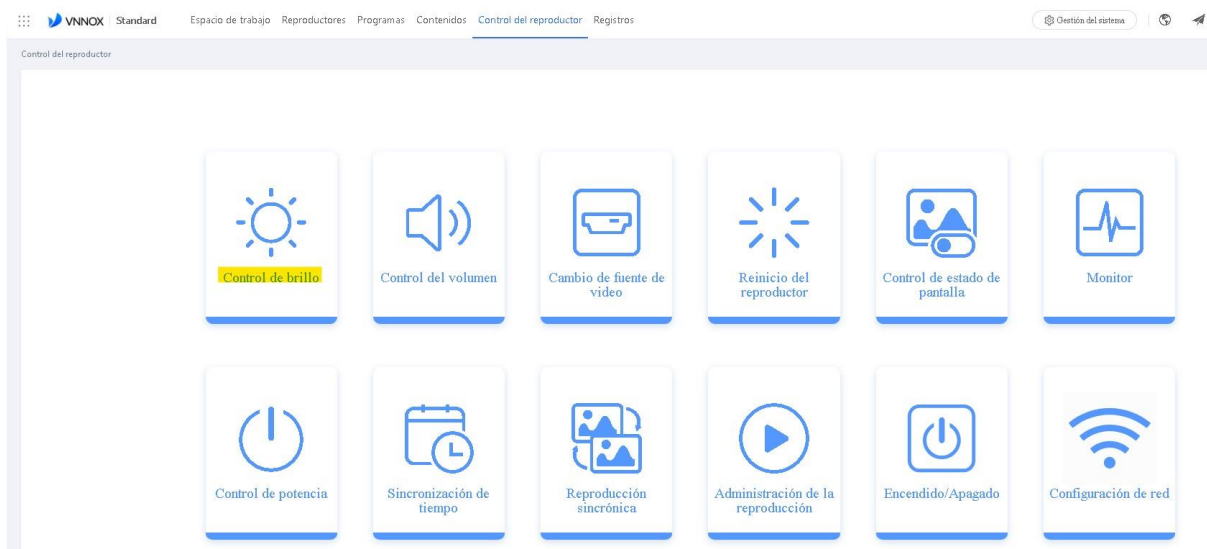 VNNOX Standard Espacio de trabajo Reproductores Programas Contenidos Control del reproductor Registros Gestión del sistema
Control del reproductor
Control de brillo
Control del volumen
Cambio de fuente de
video
Reinicio del
reproductor
Control de estado de
pantalla
Monitor
Control de potencia
Sincronización de
tiempo
Reproducción
sincrónica
Administración de la
reproducción
Encendido/Apagado
Configuración de red